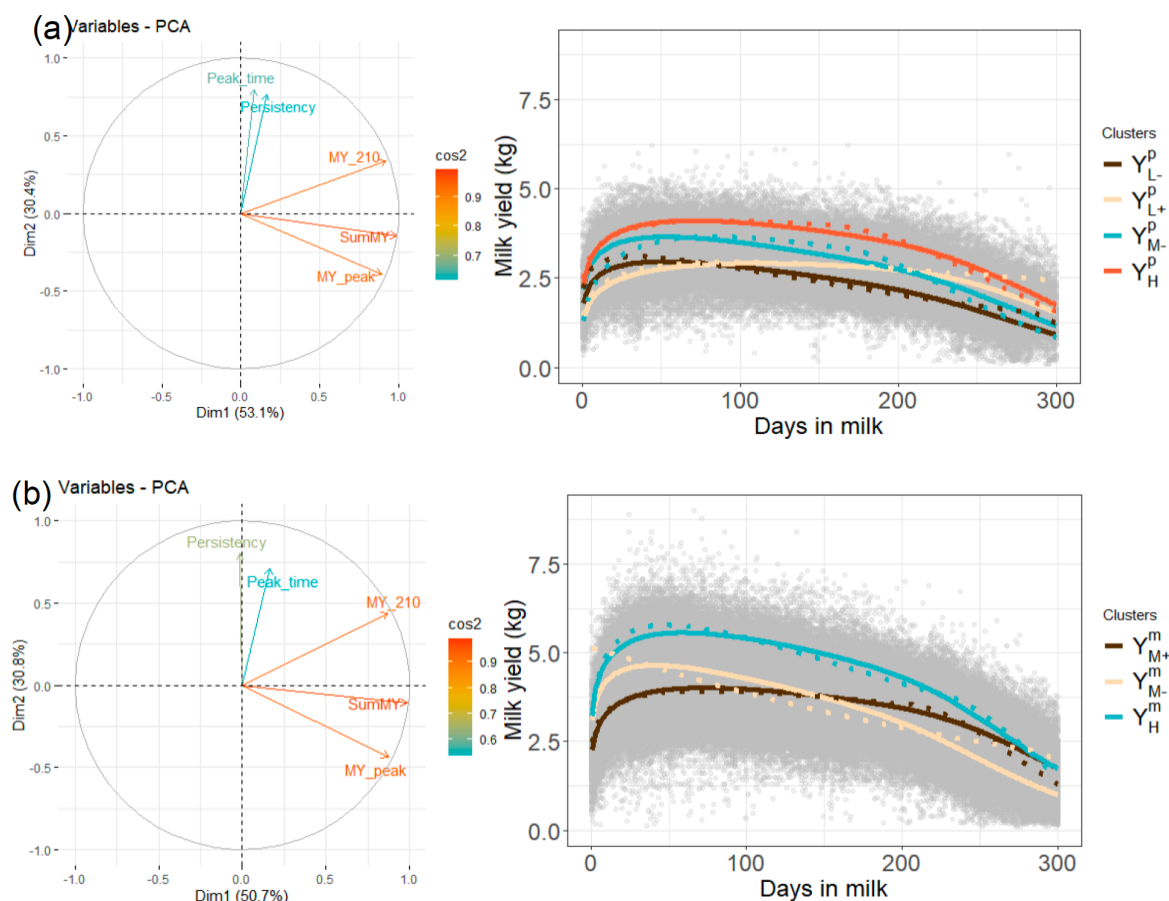 (a)
Variables - PCA
1.0
0.5
0.0
-0.5
-1.0
Dim2 (30.4%)
Peak_time
Persistency
MY_210
SumMY
MY_peak
-1.0 -0.5 0.0 0.5 1.0
Dim1 (53.1%)
cos2
0.9
0.8
0.7
Milk yield (kg)
7.5
5.0
2.5
0.0
0 100 200 300
Days in milk
Clusters
Y^p_L-
Y^p_L+
Y^p_M-
Y^p_H
(b)
Variables - PCA
1.0
0.5
0.0
-0.5
-1.0
Dim2 (30.8%)
Persistency
Peak_time
MY_210
SumMY
MY_peak
-1.0 -0.5 0.0 0.5 1.0
Dim1 (50.7%)
cos2
0.9
0.8
0.7
0.6
Milk yield (kg)
7.5
5.0
2.5
0.0
0 100 200 300
Days in milk
Clusters
Y^m_M+
Y^m_M-
Y^m_H